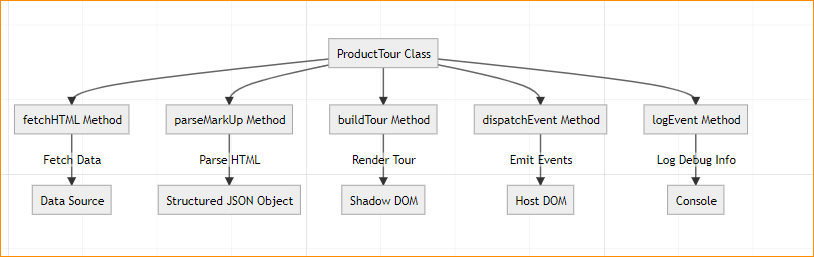 ProductTour Class
fetchHTML Method
parseMarkUp Method
buildTour Method
dispatchEvent Method
logEvent Method
Fetch Data
Parse HTML
Render Tour
Emit Events
Log Debug Info
Data Source
Structured JSON Object
Shadow DOM
Host DOM
Console